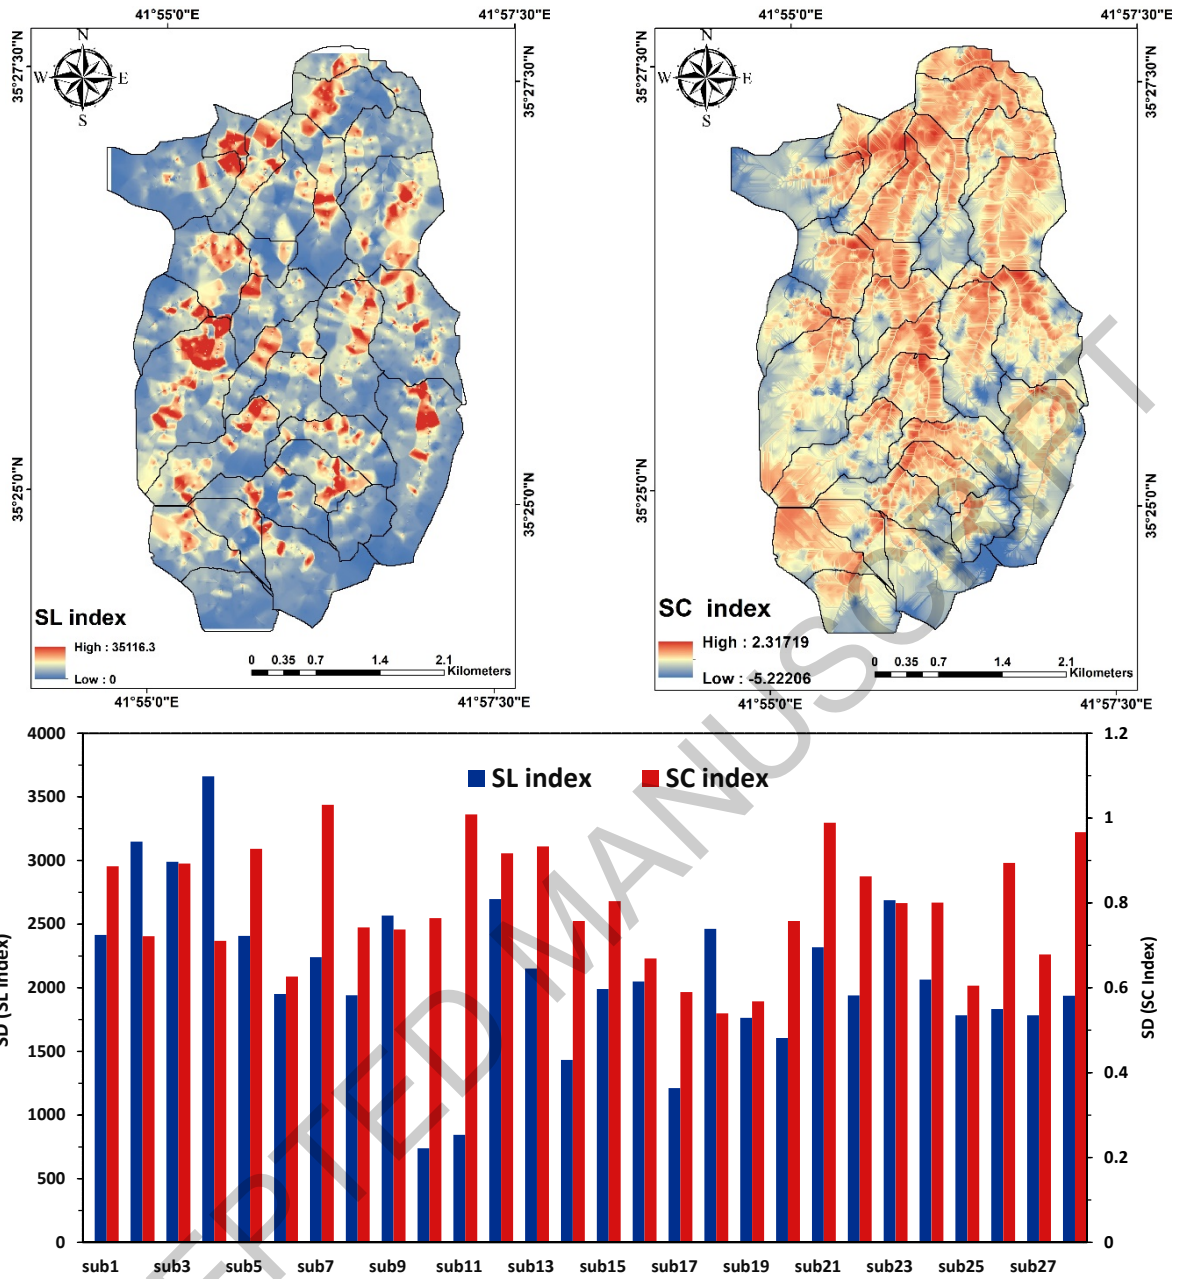 41°55'0"E 41°57'30"E 41°55'0"E 41°57'30"E
35°27'30"N 35°27'30"N 35°27'30"N 35°27'30"N
N
W E
S
N
W E
S
35°25'0"N 35°25'0"N 35°25'0"N 35°25'0"N
SL index
High : 35116.3
Low : 0
0 0.35 0.7 1.4 2.1
Kilometers
SC index
High : 2.31719
Low : -5.22206
0 0.35 0.7 1.4 2.1
Kilometers
41°55'0"E 41°57'30"E 41°55'0"E 41°57'30"E
SL index SC index
4000
3500
3000
2500
2000
1500
1000
500
0
SD (SL Index)
1.2
1
0.8
0.6
0.4
0.2
0
SD (SC Index)
sub1 sub3 sub5 sub7 sub9 sub11 sub13 sub15 sub17 sub19 sub21 sub23 sub25 sub27
EPTED MANUSCRIPT